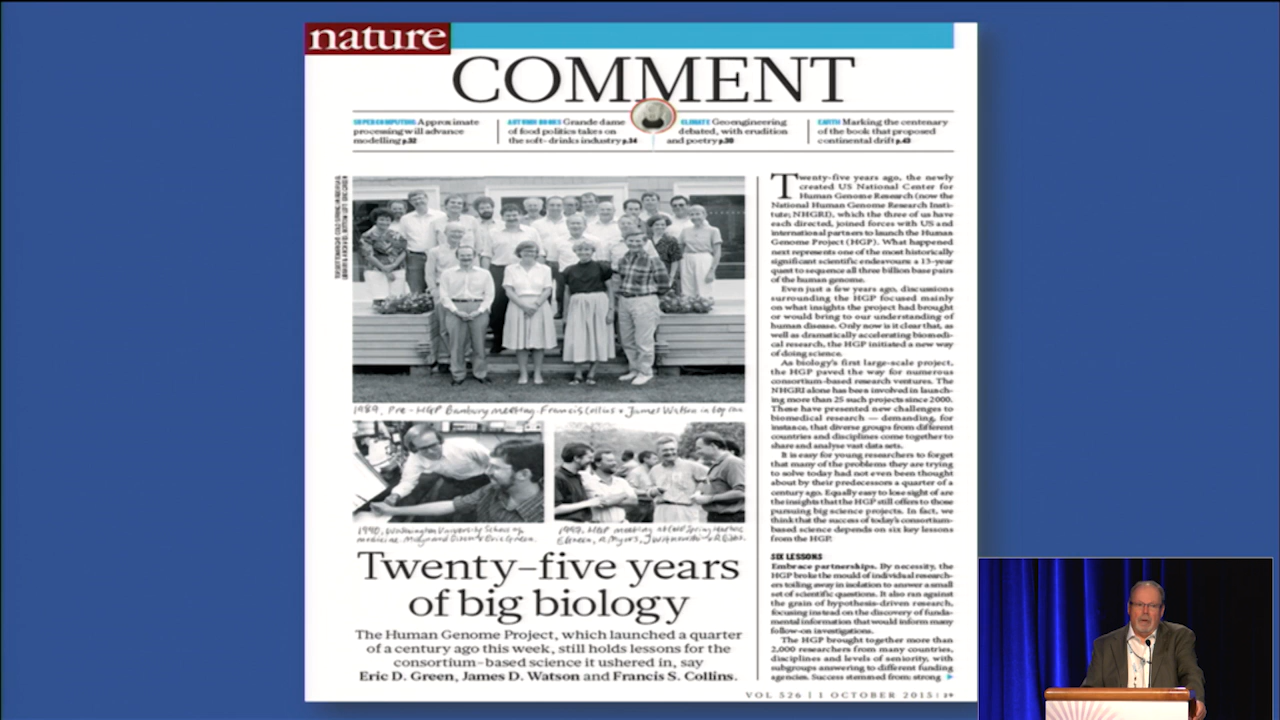 nature
COMMENT
SUPERCOMPUTING Approximate
processing will advance
modelling p.32
AUTUMN BOOKS Grande dame
of food politics takes on
the soft-drinks industry p.34
CLIMATE Geoengineering
debated, with erudition
and poetry p.38
EARTH Marking the centenary
of the book that proposed
continental drift p.43
1989, Pre-HGP Banbury meeting. Francis Collins + James Watson in top row
1990, Washington University School of
medicine. Maynard Olson + Eric Green.
Twenty-five years
of big biology
The Human Genome Project, which launched a quarter
of a century ago this week, still holds lessons for the
consortium-based science it ushered in, say
Eric D. Green, James D. Watson and Francis S. Collins.
Twenty-five years ago, the newly
created US National Center for
Human Genome Research (now the
National Human Genome Research Insti-
tute; NHGRI), which the three of us have
each directed, joined forces with US and
international partners to launch the Human
Genome Project (HGP). What happened
next represents one of the most historically
significant scientific endeavours: a 13-year
quest to sequence all three billion base pairs
of the human genome.
Even just a few years ago, discussions
surrounding the HGP focused mainly
on what insights the project had brought
or would bring to our understanding of
human disease. Only now is it clear that, as
well as dramatically accelerating biomedi-
cal research, the HGP initiated a new way
of doing science.
As biology's first large-scale project,
the HGP paved the way for numerous
consortium-based research ventures. The
NHGRI alone has been involved in launch-
ing more than 25 such projects since 2000.
These have presented new challenges to
biomedical research — demanding, for
instance, that diverse groups from different
countries and disciplines come together to
share and analyse vast data sets.
It is easy for young researchers to forget
that many of the problems they are trying
to solve today had not even been thought
about by their predecessors a quarter of a
century ago. Equally easy to lose sight of are
the insights that the HGP still offers to those
pursuing big science projects. In fact, we
think that the success of today's consortium-
based science depends on six key lessons
from the HGP.
SIX LESSONS
Embrace partnerships. By necessity, the
HGP broke the mould of individual research-
ers toiling away in isolation to answer a small
set of scientific questions. It also ran against
the grain of hypothesis-driven research,
focusing instead on the discovery of funda-
mental information that would inform many
follow-on investigations.
The HGP brought together more than
2,000 researchers from many countries,
disciplines and levels of seniority, with
subgroups answering to different funding
agencies. Success stemmed from: strong
VOL 526 | 1 OCTOBER 2015 | 29